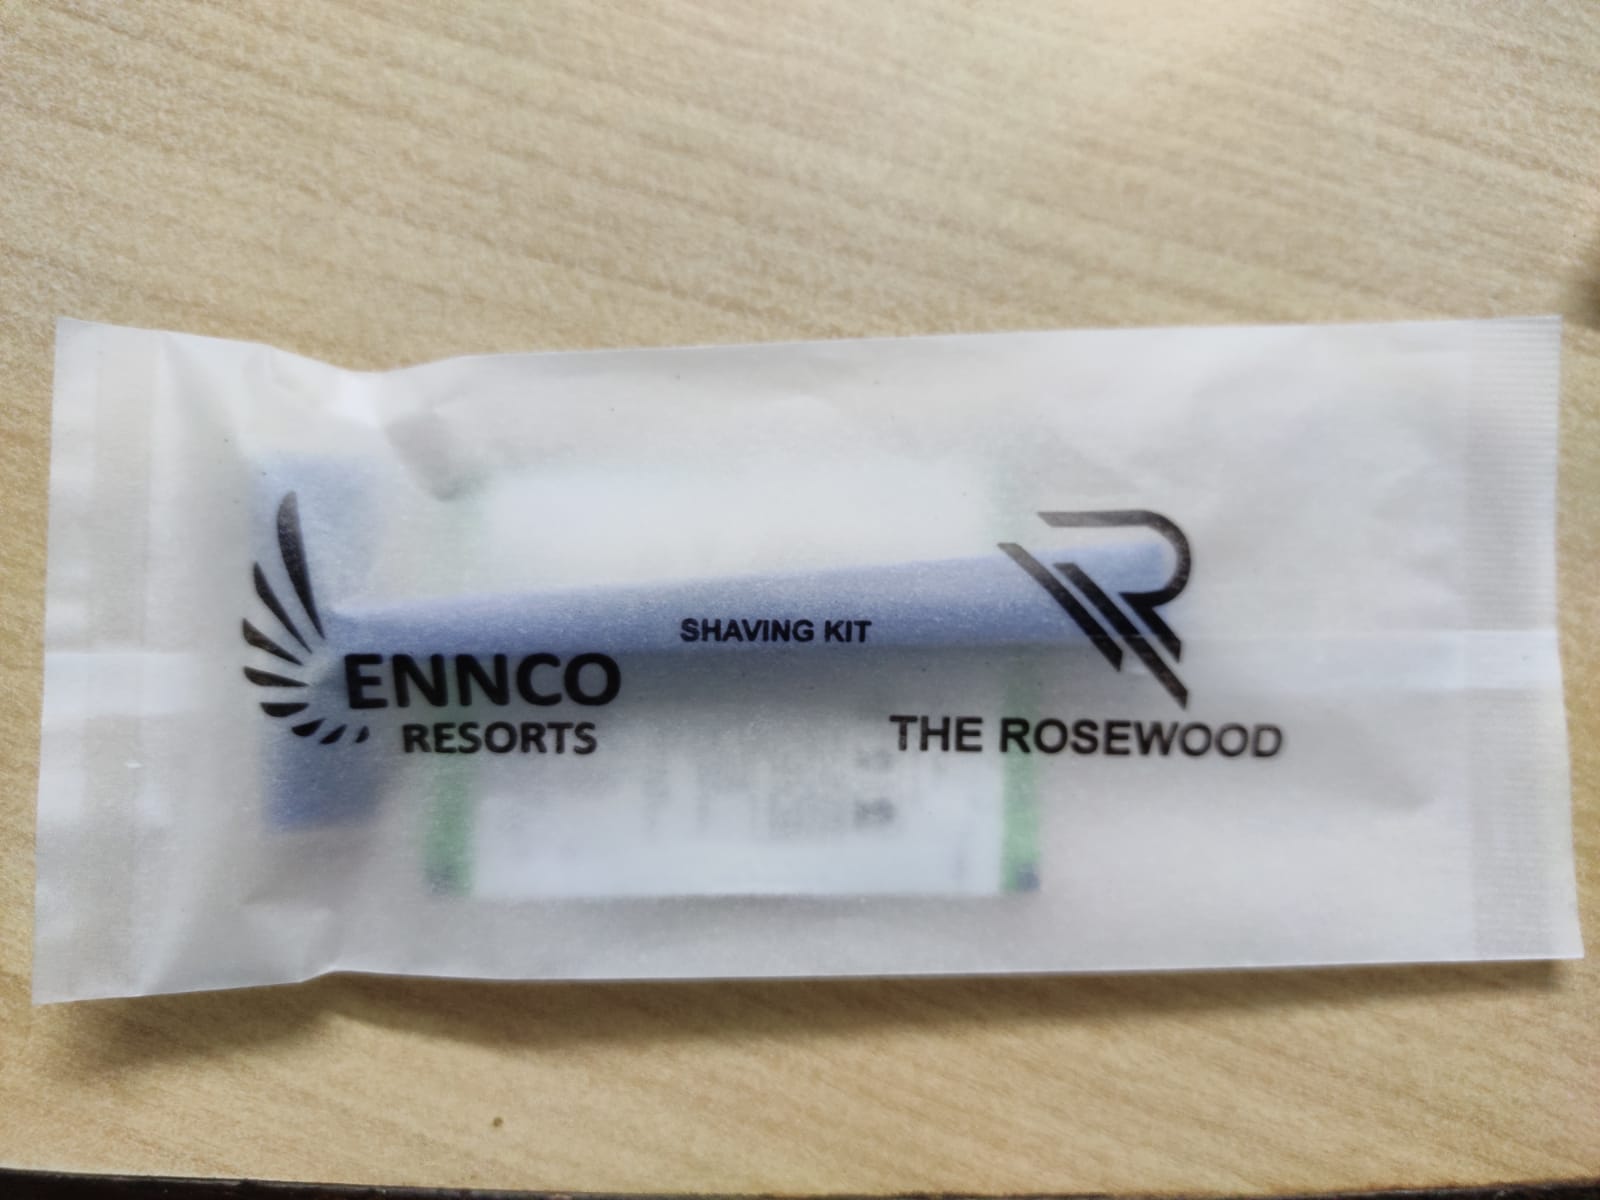 SHAVING KIT
ENNCO
RESORTS
THE ROSEWOOD